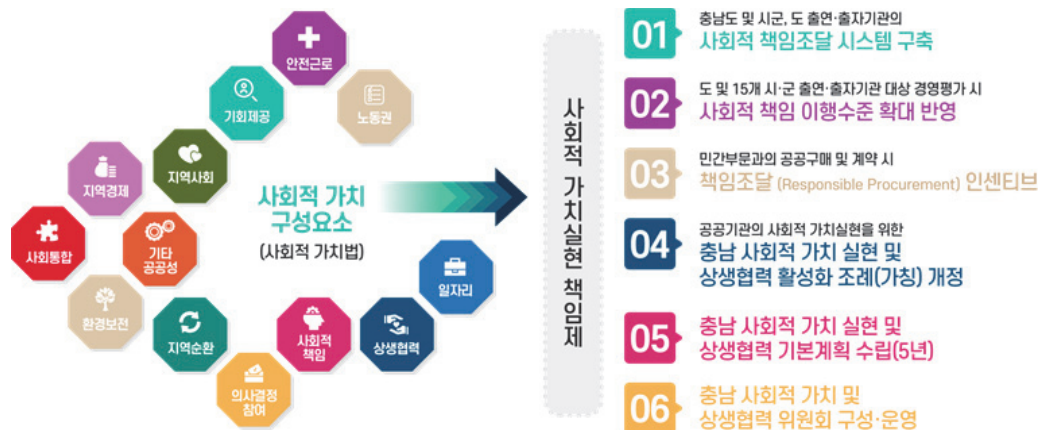 안전근로
기회제공
노동권
지역사회
지역경제
사회통합
기타
공공성
환경보전
지역순환
의사결정
참여
사회적
책임
상생협력
일자리
사회적 가치
구성요소
(사회적 가치법)
사회적 가치실현 책임제
01
충남도 및 시군, 도 출연·출자기관의
사회적 책임조달 시스템 구축
02
도 및 15개 시·군 출연·출자기관 대상 경영평가 시
사회적 책임 이행수준 확대 반영
03
민간부문과의 공공구매 및 계약 시
책임조달 (Responsible Procurement) 인센티브
04
공공기관의 사회적 가치실현을 위한
충남 사회적 가치 실현 및
상생협력 활성화 조례(가칭) 개정
05
충남 사회적 가치 실현 및
상생협력 기본계획 수립(5년)
06
충남 사회적 가치 및
상생협력 위원회 구성·운영